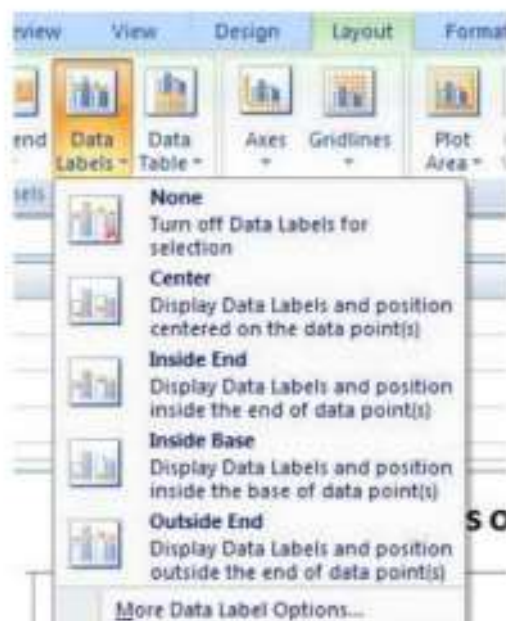 View Design Layout
Data Labels Data Table Axes Gridlines Plot Area
None
Turn off Data Labels for
selection
Center
Display Data Labels and position
centered on the data point(s)
Inside End
Display Data Labels and position
inside the end of data point(s)
Inside Base
Display Data Labels and position
inside the base of data point(s)
Outside End
Display Data Labels and position
outside the end of data point(s)
More Data Label Options...